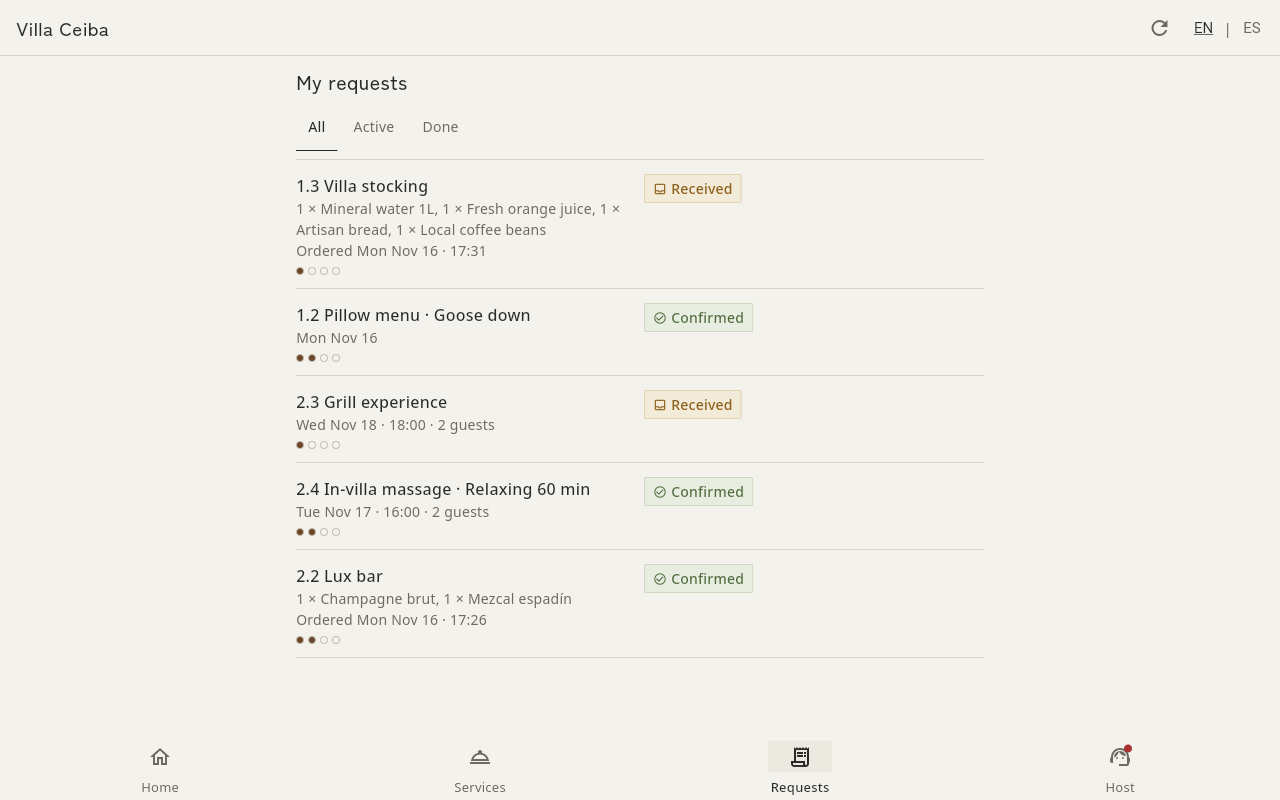 Villa Ceiba
EN | ES
My requests
All Active Done
1.3 Villa stocking
Received
1 × Mineral water 1L, 1 × Fresh orange juice, 1 ×
Artisan bread, 1 × Local coffee beans
Ordered Mon Nov 16 · 17:31
1.2 Pillow menu · Goose down
Confirmed
Mon Nov 16
2.3 Grill experience
Received
Wed Nov 18 · 18:00 · 2 guests
2.4 In-villa massage · Relaxing 60 min
Confirmed
Tue Nov 17 · 16:00 · 2 guests
2.2 Lux bar
Confirmed
1 × Champagne brut, 1 × Mezcal espadín
Ordered Mon Nov 16 · 17:26
Home Services Requests Host